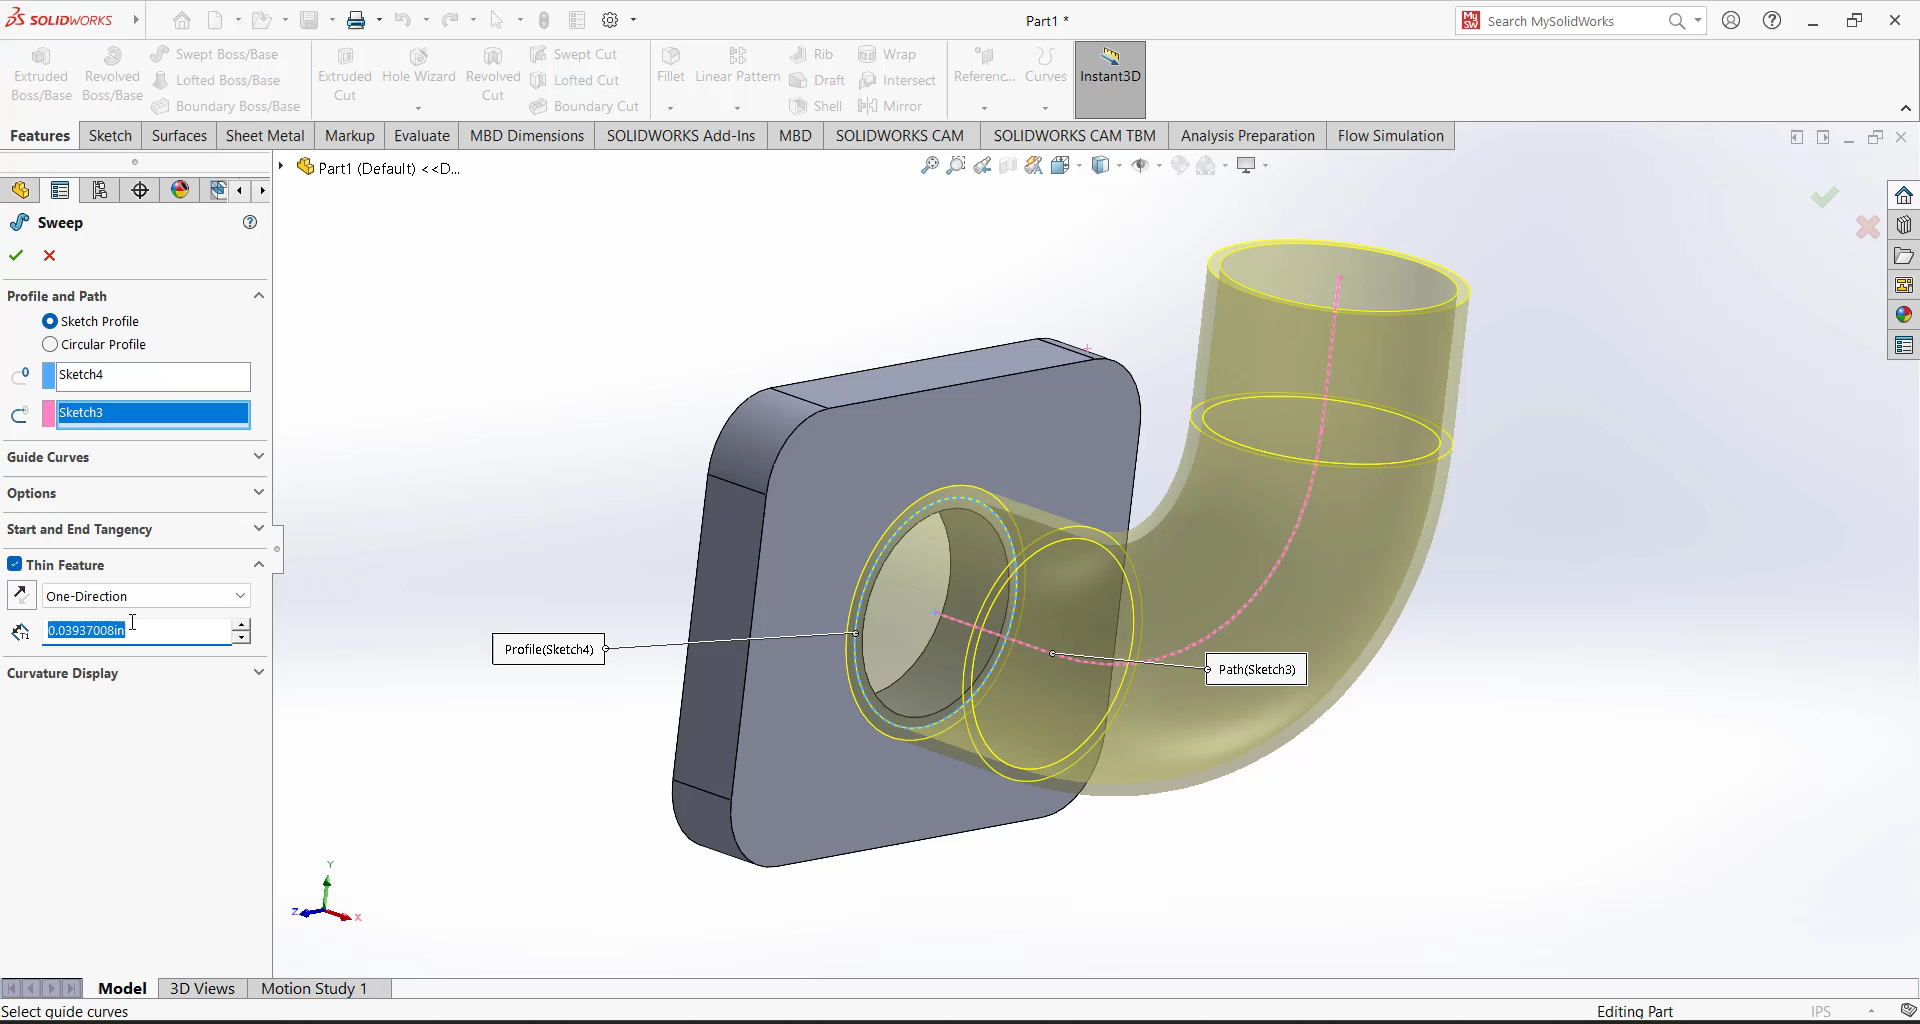 SOLIDWORKS
Part1 *
MySW
Search MySolidWorks
Extruded Boss/Base
Revolved Boss/Base
Swept Boss/Base
Lofted Boss/Base
Boundary Boss/Base
Extruded Cut
Hole Wizard
Revolved Cut
Swept Cut
Lofted Cut
Boundary Cut
Fillet
Linear Pattern
Rib
Draft
Shell
Wrap
Intersect
Mirror
Referenc...
Curves
Instant3D
Features
Sketch
Surfaces
Sheet Metal
Markup
Evaluate
MBD Dimensions
SOLIDWORKS Add-Ins
MBD
SOLIDWORKS CAM
SOLIDWORKS CAM TBM
Analysis Preparation
Flow Simulation
Part1 (Default) <<D...
Sweep
Profile and Path
Sketch Profile
Circular Profile
Sketch4
Sketch3
Guide Curves
Options
Start and End Tangency
Thin Feature
One-Direction
T1
0.03937008in
Curvature Display
Profile(Sketch4)
Path(Sketch3)
Y
Z
X
Model
3D Views
Motion Study 1
Select guide curves
Editing Part
IPS